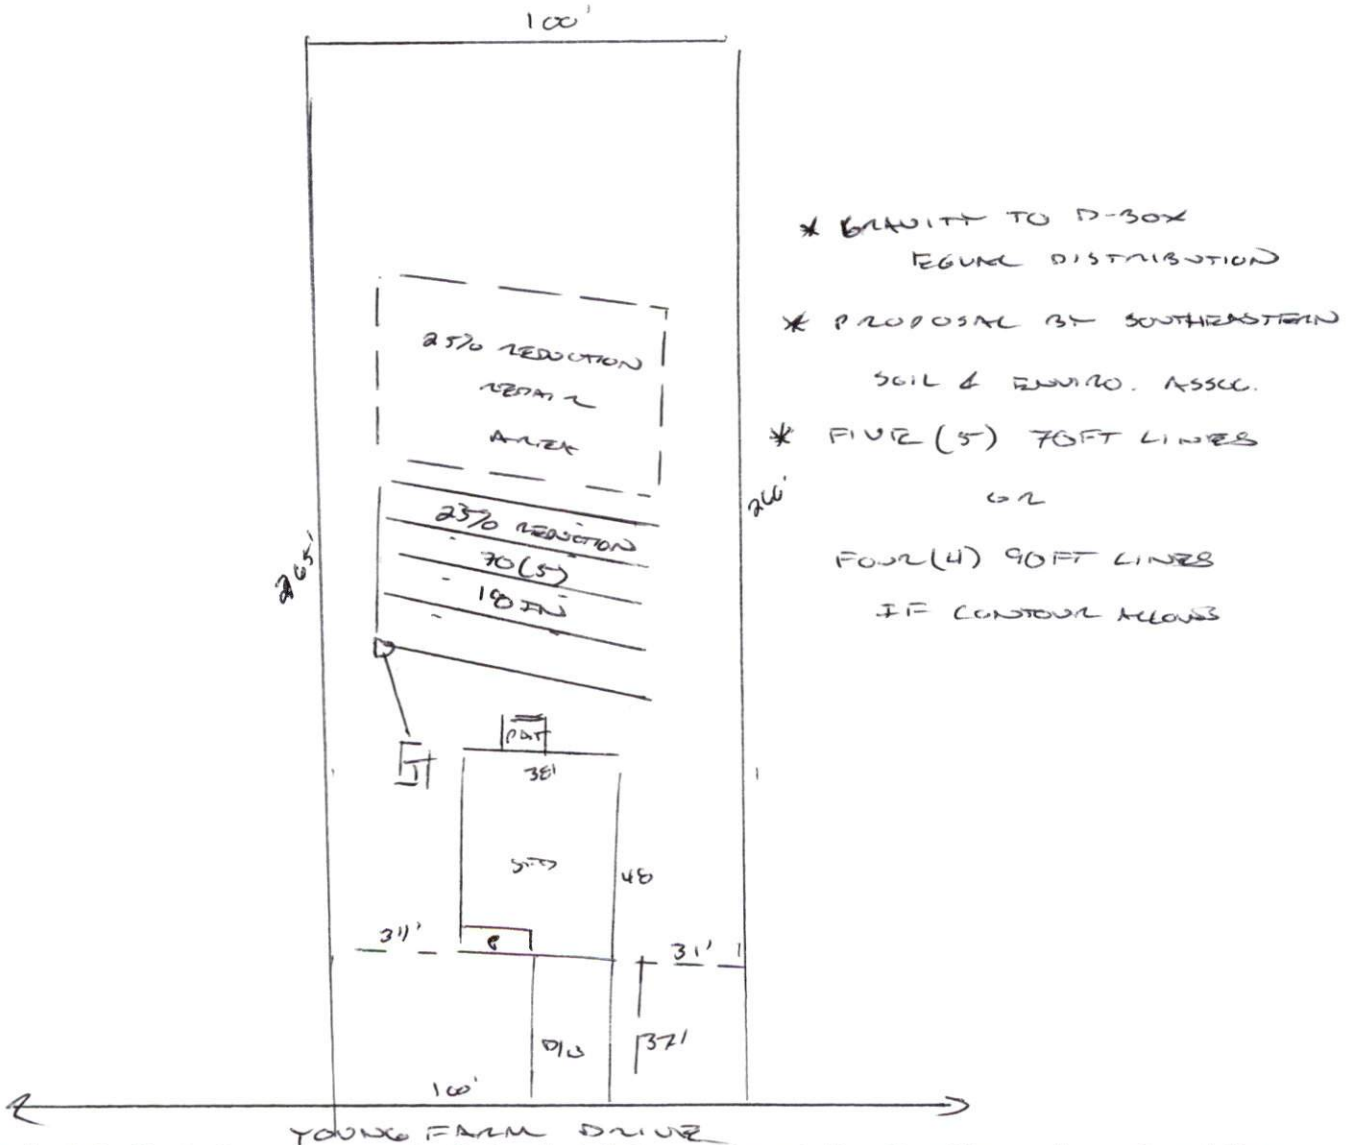 100'
* GRAVITY TO D-BOX
EQUAL DISTRIBUTION
* PROPOSAL BY SOUTHEASTERN
SOIL & ENVIRO. ASSOC.
* FIVE (5) 70FT LINES
OR
FOUR (4) 90FT LINES
IF CONTOUR ALLOWS
25% REDUCTION
REPAIR
AREA
25% REDUCTION
70(5)
18 IN
265'
266'
D
ST
PAT
38'
48
31'
P
31'
D/W
37'
100'
YOUNG FARM DRIVE